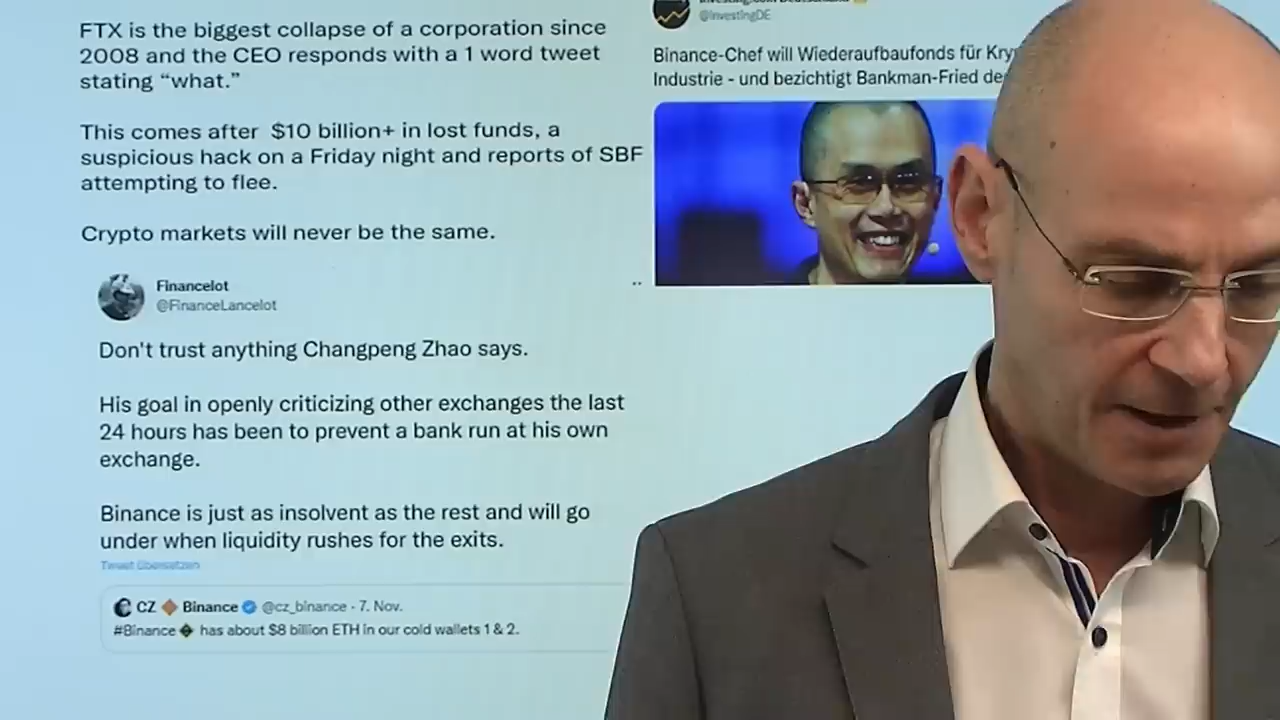 FTX is the biggest collapse of a corporation since
2008 and the CEO responds with a 1 word tweet
stating “what.”
This comes after $10 billion+ in lost funds, a
suspicious hack on a Friday night and reports of SBF
attempting to flee.
Crypto markets will never be the same.
Financelot
@FinanceLancelot
Don't trust anything Changpeng Zhao says.
His goal in openly criticizing other exchanges the last
24 hours has been to prevent a bank run at his own
exchange.
Binance is just as insolvent as the rest and will go
under when liquidity rushes for the exits.
Tweet übersetzen
CZ Binance @cz_binance · 7. Nov.
#Binance has about $8 billion ETH in our cold wallets 1 & 2.
@InvestingDE
Binance-Chef will Wiederaufbaufonds für Kry
Industrie - und bezichtigt Bankman-Fried de